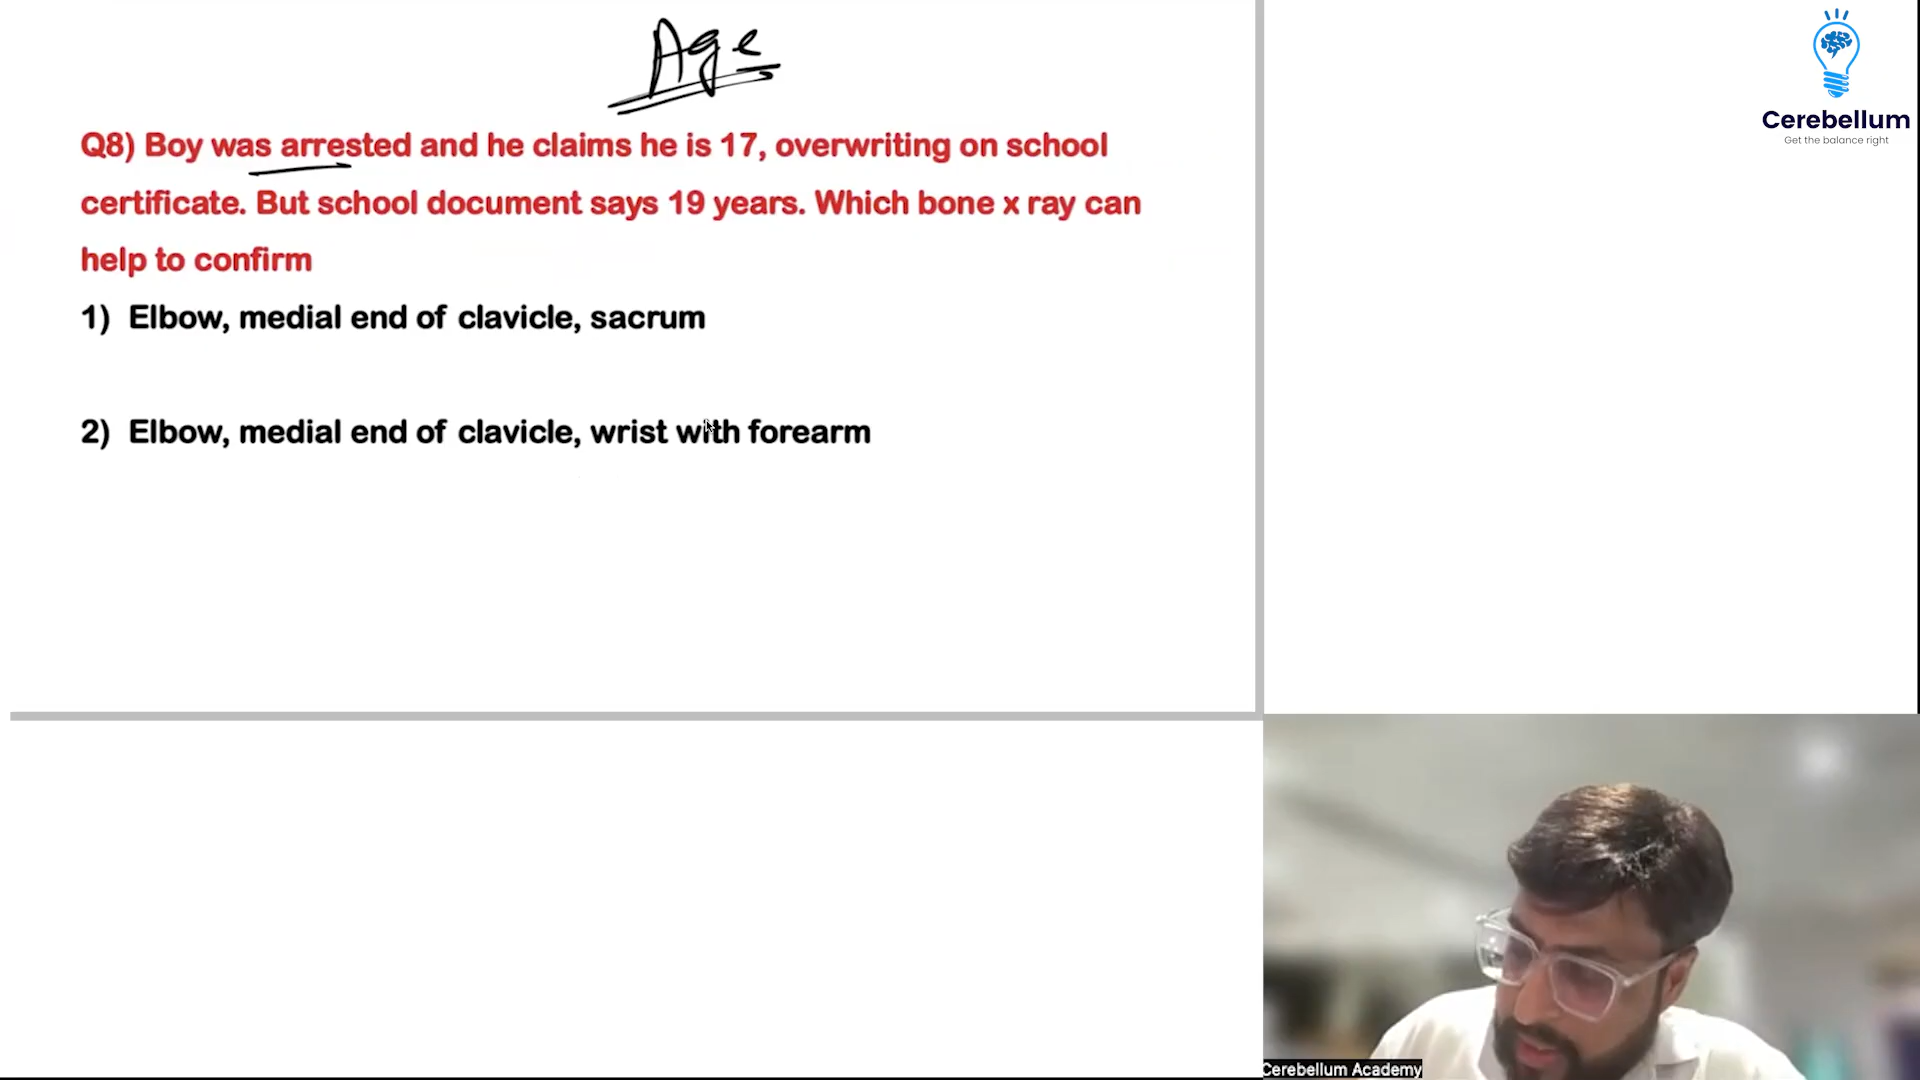 Age
Cerebellum
Get the balance right
Q8) Boy was arrested and he claims he is 17, overwriting on school
certificate. But school document says 19 years. Which bone x ray can
help to confirm
1) Elbow, medial end of clavicle, sacrum
2) Elbow, medial end of clavicle, wrist with forearm
Cerebellum Academy